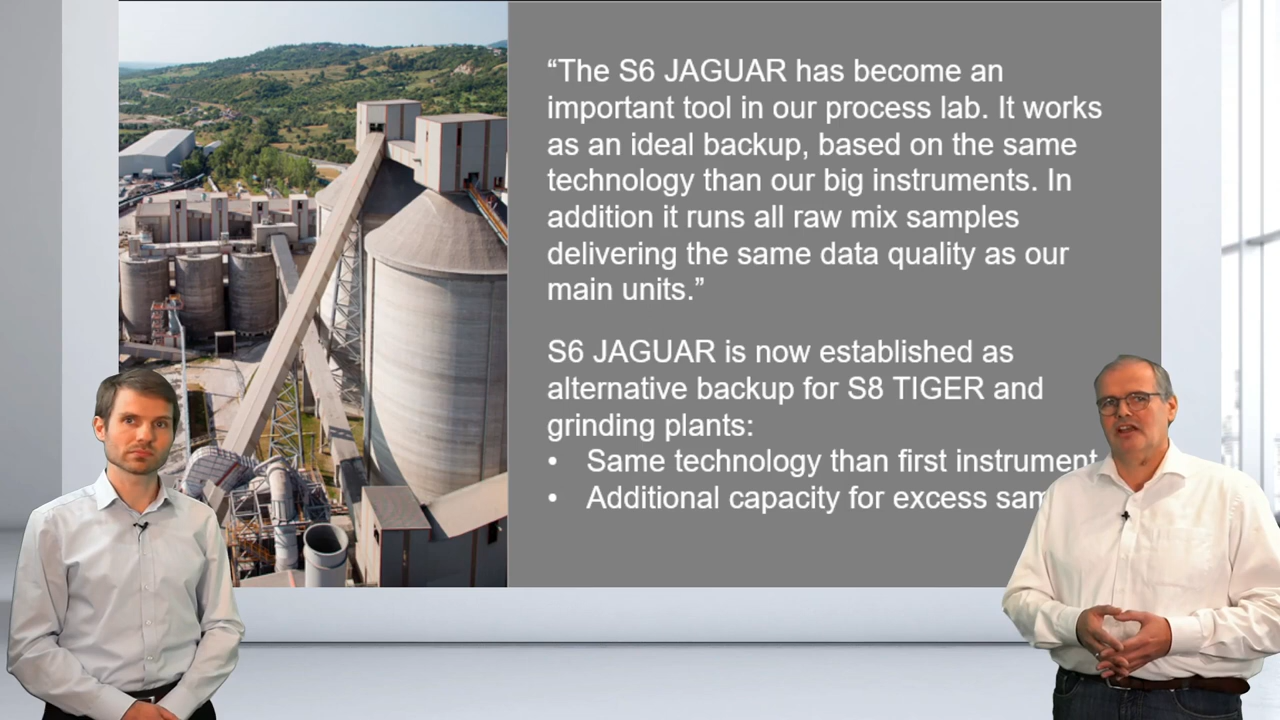 “The S6 JAGUAR has become an
important tool in our process lab. It works
as an ideal backup, based on the same
technology than our big instruments. In
addition it runs all raw mix samples
delivering the same data quality as our
main units.”
S6 JAGUAR is now established as
alternative backup for S8 TIGER and
grinding plants:
• Same technology than first instrument
• Additional capacity for excess